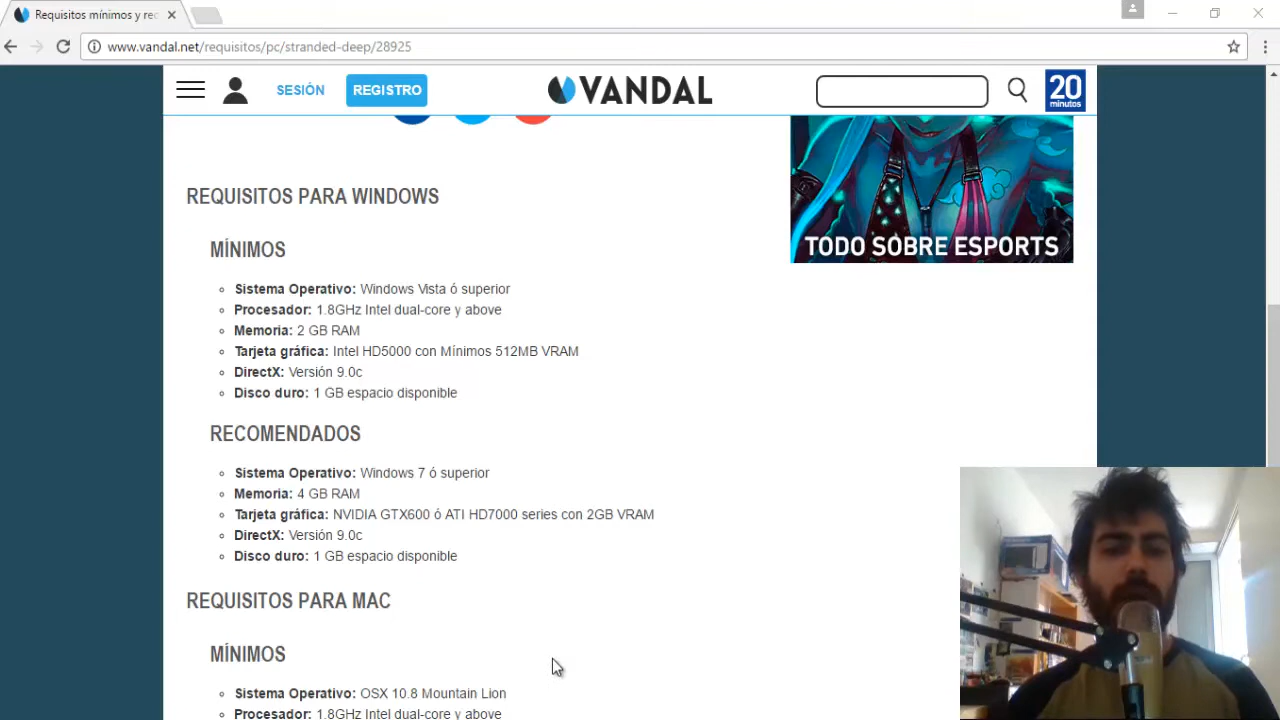 Requisitos mínimos y re
www.vandal.net/requisitos/pc/stranded-deep/28925
SESIÓN
REGISTRO
VANDAL
20
minutos
TODO SOBRE ESPORTS
REQUISITOS PARA WINDOWS
MÍNIMOS
Sistema Operativo: Windows Vista ó superior
Procesador: 1.8GHz Intel dual-core y above
Memoria: 2 GB RAM
Tarjeta gráfica: Intel HD5000 con Mínimos 512MB VRAM
DirectX: Versión 9.0c
Disco duro: 1 GB espacio disponible
RECOMENDADOS
Sistema Operativo: Windows 7 ó superior
Memoria: 4 GB RAM
Tarjeta gráfica: NVIDIA GTX600 ó ATI HD7000 series con 2GB VRAM
DirectX: Versión 9.0c
Disco duro: 1 GB espacio disponible
REQUISITOS PARA MAC
MÍNIMOS
Sistema Operativo: OSX 10.8 Mountain Lion
Procesador: 1.8GHz Intel dual-core y above